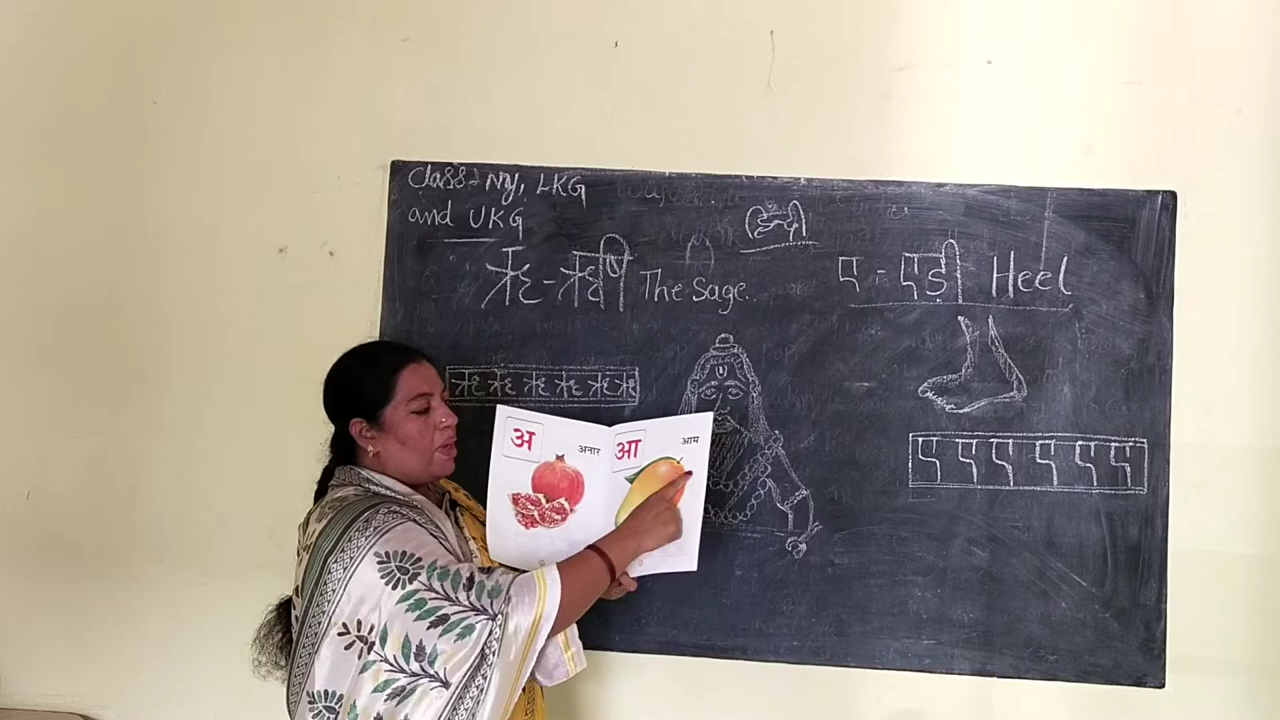 Class:- Ny, LKG
and UKG
ऋ - ऋषी The Sage.
ए - एड़ी Heel
ऋ ऋ ऋ ऋ ऋ ऋ
ए ए ए ए ए ए
अ अनार
आ आम